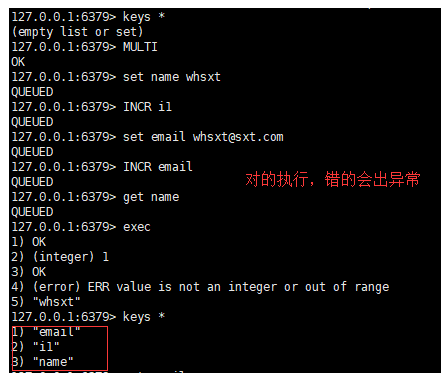 127.0.0.1:6379> keys *
(empty list or set)
127.0.0.1:6379> MULTI
OK
127.0.0.1:6379> set name whsxt
QUEUED
127.0.0.1:6379> INCR i1
QUEUED
127.0.0.1:6379> set email whsxt@sxt.com
QUEUED
127.0.0.1:6379> INCR email
对的执行，错的会出异常
QUEUED
127.0.0.1:6379> get name
QUEUED
127.0.0.1:6379> exec
1) OK
2) (integer) 1
3) OK
4) (error) ERR value is not an integer or out of range
5) "whsxt"
127.0.0.1:6379> keys *
1) "email"
2) "i1"
3) "name"